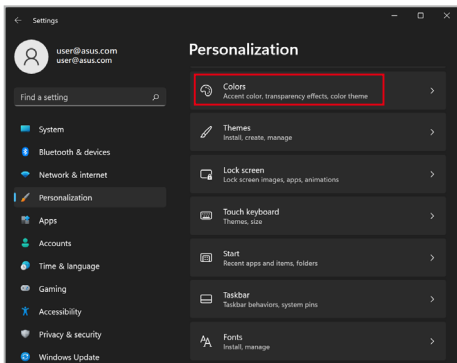 Settings
user@asus.com
user@asus.com
Find a setting
System
Bluetooth & devices
Network & internet
Personalization
Apps
Accounts
Time & language
Gaming
Accessibility
Privacy & security
Windows Update
Personalization
Colors
Accent color, transparency effects, color theme
Themes
Install, create, manage
Lock screen
Lock screen images, apps, animations
Touch keyboard
Themes, size
Start
Recent apps and items, folders
Taskbar
Taskbar behaviors, system pins
Fonts
Install, manage